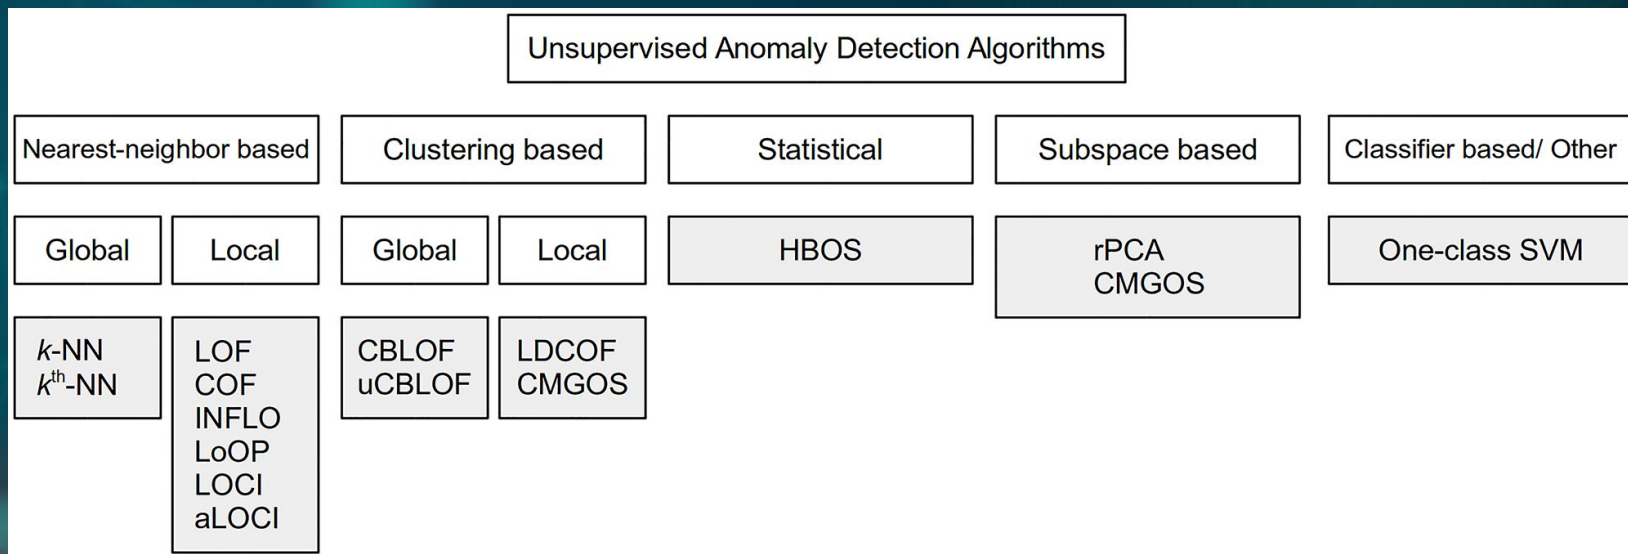 Unsupervised Anomaly Detection Algorithms
Nearest-neighbor based
Clustering based
Statistical
Subspace based
Classifier based/ Other
Global
Local
Global
Local
HBOS
rPCA
CMGOS
One-class SVM
k-NN
kth-NN
LOF
COF
INFLO
LoOP
LOCI
aLOCI
CBLOF
uCBLOF
LDCOF
CMGOS